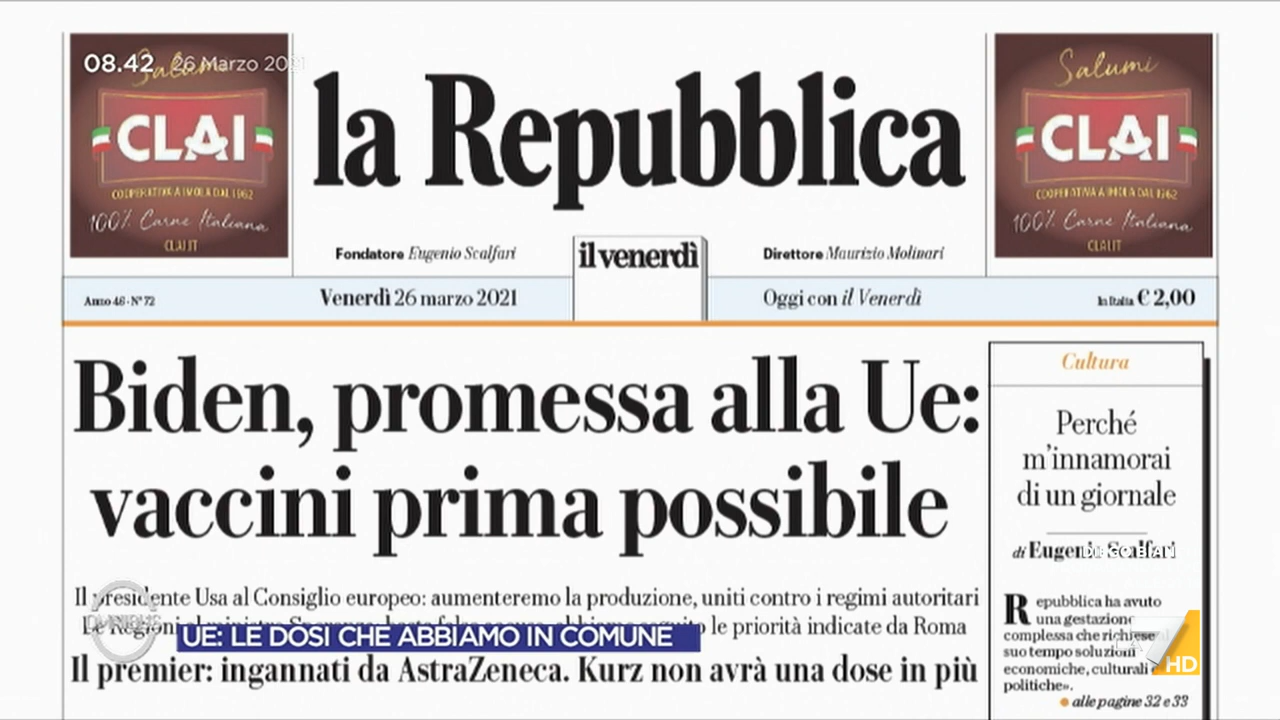 08.42 26 Marzo 2021
Salumi
CLAI
COOPERATIVA A IMOLA DAL 1962
100% Carne Italiana
CLAI.IT
la Repubblica
Salumi
CLAI
COOPERATIVA A IMOLA DAL 1962
100% Carne Italiana
CLAI.IT
Fondatore Eugenio Scalfari
il venerdì
Direttore Maurizio Molinari
Anno 46 - N° 72
Venerdì 26 marzo 2021
Oggi con il Venerdì
In Italia € 2,00
Biden, promessa alla Ue:
vaccini prima possibile
Il presidente Usa al Consiglio europeo: aumenteremo la produzione, uniti contro i regimi autoritari
Le Regioni le priorità indicate da Roma
Il premier: ingannati da AstraZeneca. Kurz non avrà una dose in più
Cultura
Perché
m'innamorai
di un giornale
di Eugenio Scalfari
Repubblica ha avuto
una gestazione
complessa che richiese
suo tempo soluzioni
economiche, culturali
politiche».
alle pagine 32 e 33
OMNIBUS
UE: LE DOSI CHE ABBIAMO IN COMUNE
LA 7
HD